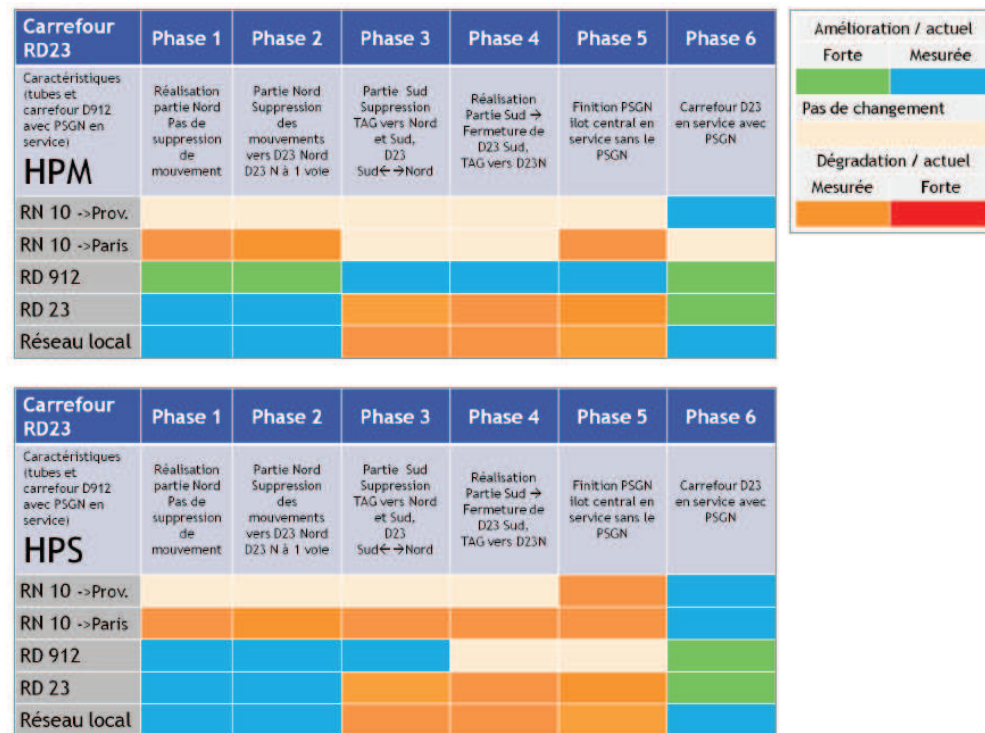 Carrefour RD23 Phase 1 Phase 2 Phase 3 Phase 4 Phase 5 Phase 6
Caractéristiques
(tubes et
carrefour D912
avec PSGN en
service)
HPM
Réalisation
partie Nord
Pas de
suppression
de
mouvement
Partie Nord
Suppression
des
mouvements
vers D23 Nord
D23 N à 1 voie
Partie Sud
Suppression
TAG vers Nord
et Sud,
D23
Sud←→Nord
Réalisation
Partie Sud →
Fermeture de
D23 Sud,
TAG vers D23N
Finition PSGN
ilot central en
service sans le
PSGN
Carrefour D23
en service avec
PSGN
RN 10 ->Prov.
RN 10 ->Paris
RD 912
RD 23
Réseau local
Amélioration / actuel
Forte Mesurée
Pas de changement
Dégradation / actuel
Mesurée Forte
Carrefour RD23 Phase 1 Phase 2 Phase 3 Phase 4 Phase 5 Phase 6
Caractéristiques
(tubes et
carrefour D912
avec PSGN en
service)
HPS
Réalisation
partie Nord
Pas de
suppression
de
mouvement
Partie Nord
Suppression
des
mouvements
vers D23 Nord
D23 N à 1 voie
Partie Sud
Suppression
TAG vers Nord
et Sud,
D23
Sud←→Nord
Réalisation
Partie Sud →
Fermeture de
D23 Sud,
TAG vers D23N
Finition PSGN
ilot central en
service sans le
PSGN
Carrefour D23
en service avec
PSGN
RN 10 ->Prov.
RN 10 ->Paris
RD 912
RD 23
Réseau local